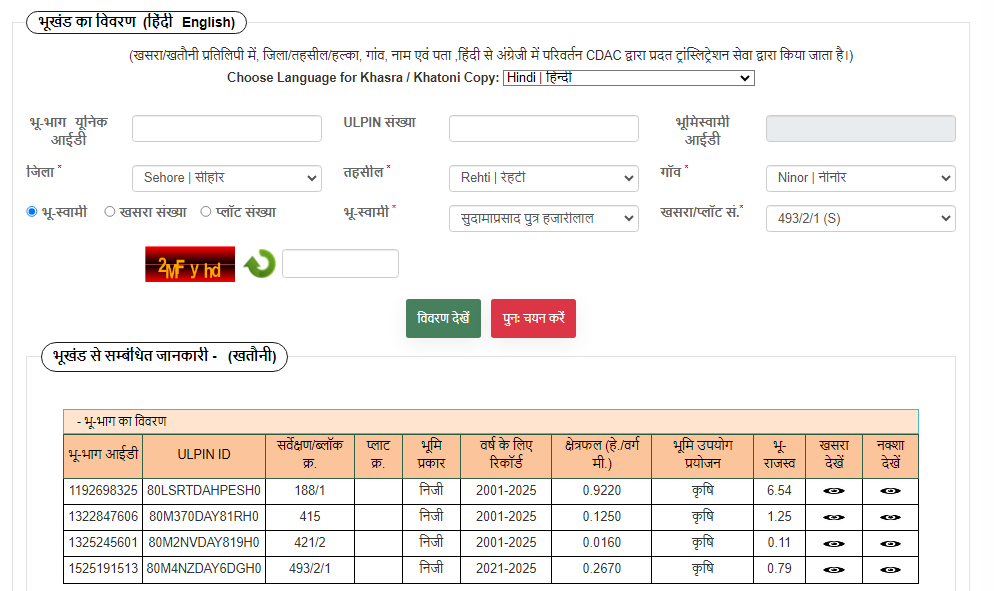 भूखंड का विवरण (हिंदी English)
(खसरा/खतौनी प्रतिलिपी में, जिला/तहसील/हल्का, गांव, नाम एवं पता ,हिंदी से अंग्रेजी में परिवर्तन CDAC द्वारा प्रदत ट्रांस्लिट्रेशन सेवा द्वारा किया जाता है।)
Choose Language for Khasra / Khatoni Copy: Hindi | हिन्दी
भू-भाग यूनिक आईडी ULPIN संख्या भूमिस्वामी आईडी
जिला * Sehore | सीहोर तहसील * Rehti | रेहटी गाँव * Ninor | नीनोर
भू-स्वामी खसरा संख्या प्लॉट संख्या भू-स्वामी * सुदामाप्रसाद पुत्र हजारीलाल खसरा/प्लॉट सं.* 493/2/1 (S)
2MF y hd
विवरण देखें पुनः चयन करें
भूखंड से सम्बंधित जानकारी - (खतौनी)
- भू-भाग का विवरण
भू-भाग आईडी ULPIN ID सर्वेक्षण/ब्लॉक क्र. प्लाट क्र. भूमि प्रकार वर्ष के लिए रिकॉर्ड क्षेत्रफल (हे./वर्ग मी.) भूमि उपयोग प्रयोजन भू-राजस्व खसरा देखें नक्शा देखें
1192698325 80LSRTDAHPESH0 188/1 निजी 2001-2025 0.9220 कृषि 6.54
1322847606 80M370DAY81RH0 415 निजी 2001-2025 0.1250 कृषि 1.25
1325245601 80M2NVDAY819H0 421/2 निजी 2001-2025 0.0160 कृषि 0.11
1525191513 80M4NZDAY6DGH0 493/2/1 निजी 2021-2025 0.2670 कृषि 0.79